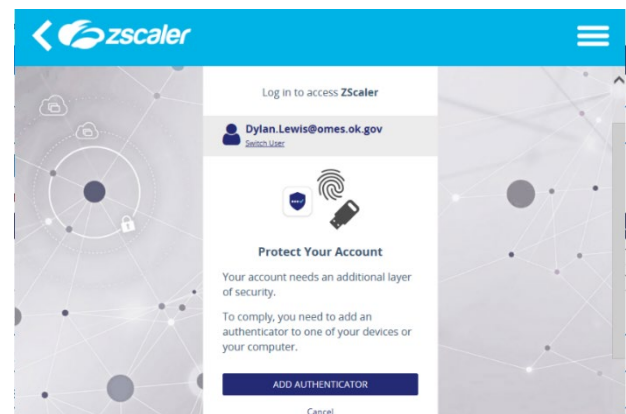 zscaler
Log in to access ZScaler
Dylan.Lewis@omes.ok.gov
Switch User
Protect Your Account
Your account needs an additional layer
of security.
To comply, you need to add an
authenticator to one of your devices or
your computer.
ADD AUTHENTICATOR
Cancel